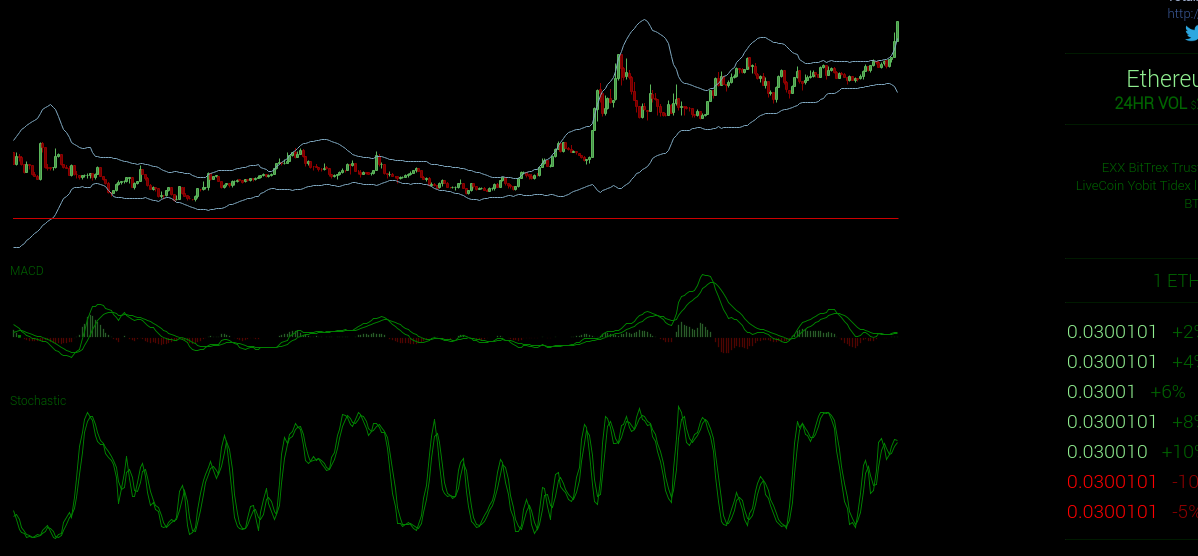 http:/
Ethereu
24HR VOL $
EXX BitTrex Trus
LiveCoin Yobit Tidex l
BT
MACD
1 ETH
0.0300101 +2%
0.0300101 +4%
0.03001 +6%
0.0300101 +8%
0.030010 +10%
Stochastic
0.0300101 -10
0.0300101 -5%